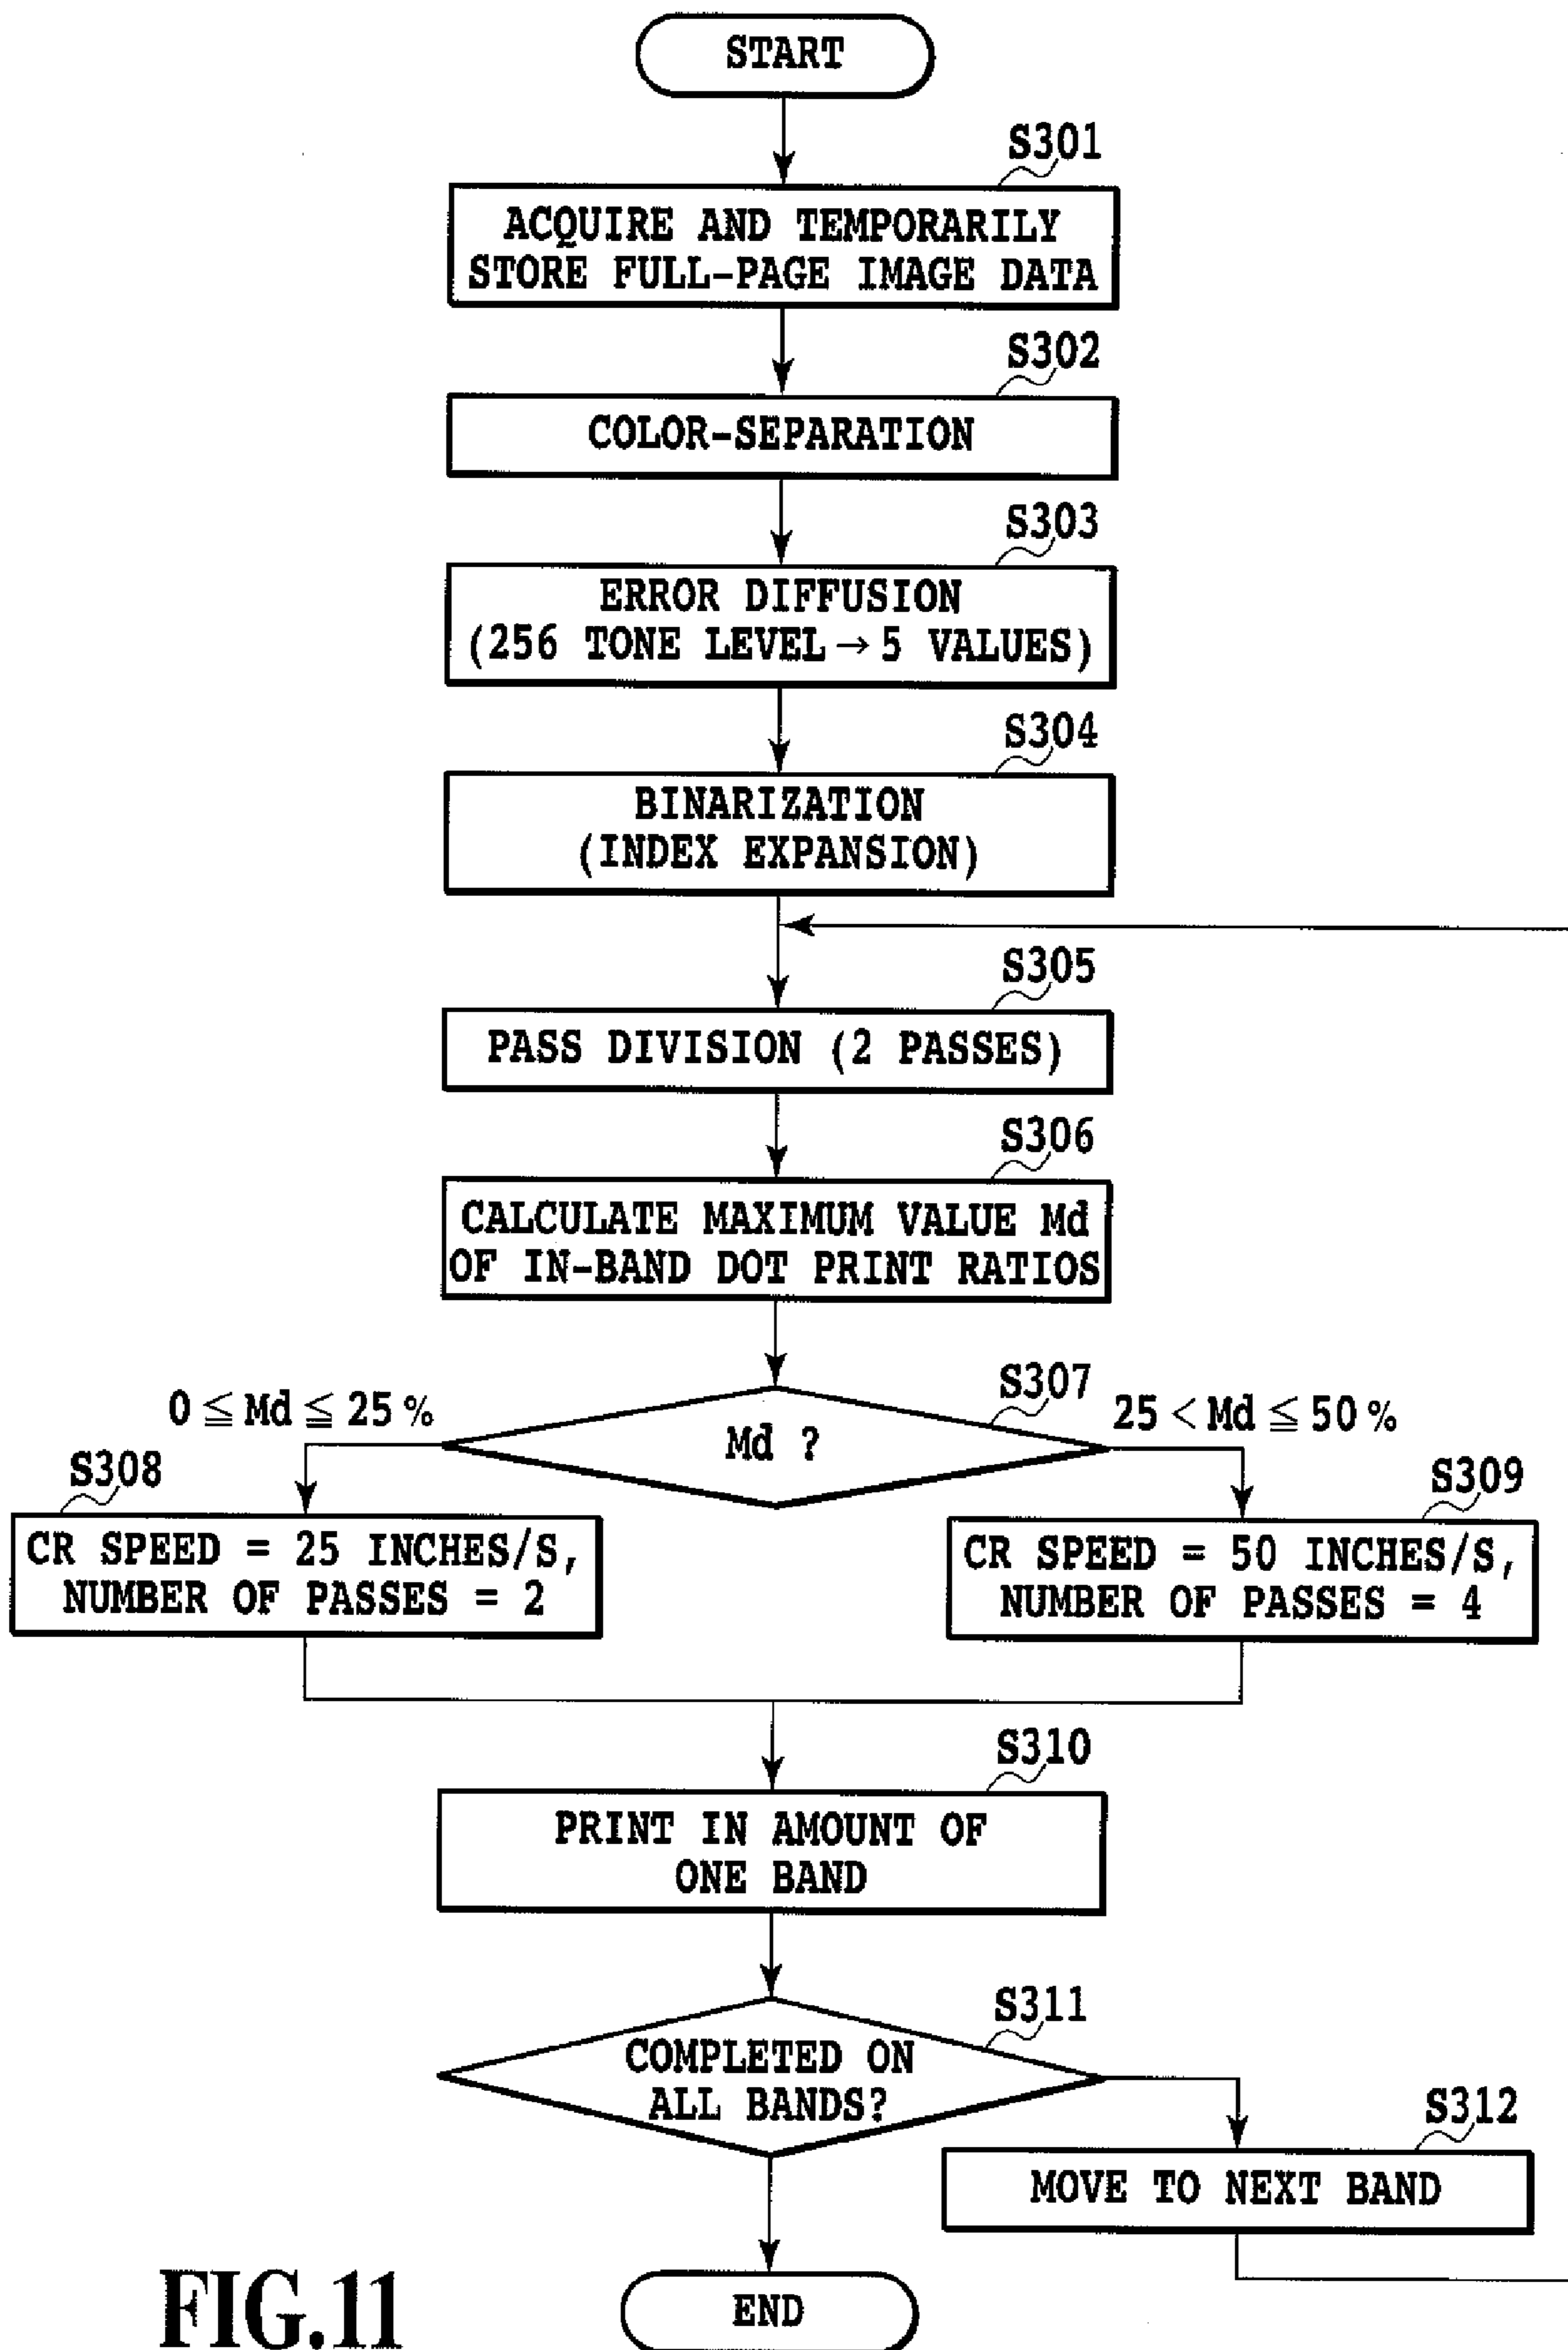 START
S301
ACQUIRE AND TEMPORARILY
STORE FULL-PAGE IMAGE DATA
S302
COLOR-SEPARATION
S303
ERROR DIFFUSION
(256 TONE LEVEL→5 VALUES)
S304
BINARIZATION
(INDEX EXPANSION)
S305
PASS DIVISION (2 PASSES)
S306
CALCULATE MAXIMUM VALUE Md
OF IN-BAND DOT PRINT RATIOS
S307
0 ≦ Md ≦ 25 %
Md ?
25 < Md ≦ 50 %
S308
CR SPEED = 25 INCHES/S,
NUMBER OF PASSES = 2
S309
CR SPEED = 50 INCHES/S,
NUMBER OF PASSES = 4
S310
PRINT IN AMOUNT OF
ONE BAND
S311
COMPLETED ON
ALL BANDS?
S312
MOVE TO NEXT BAND
END
FIG.11